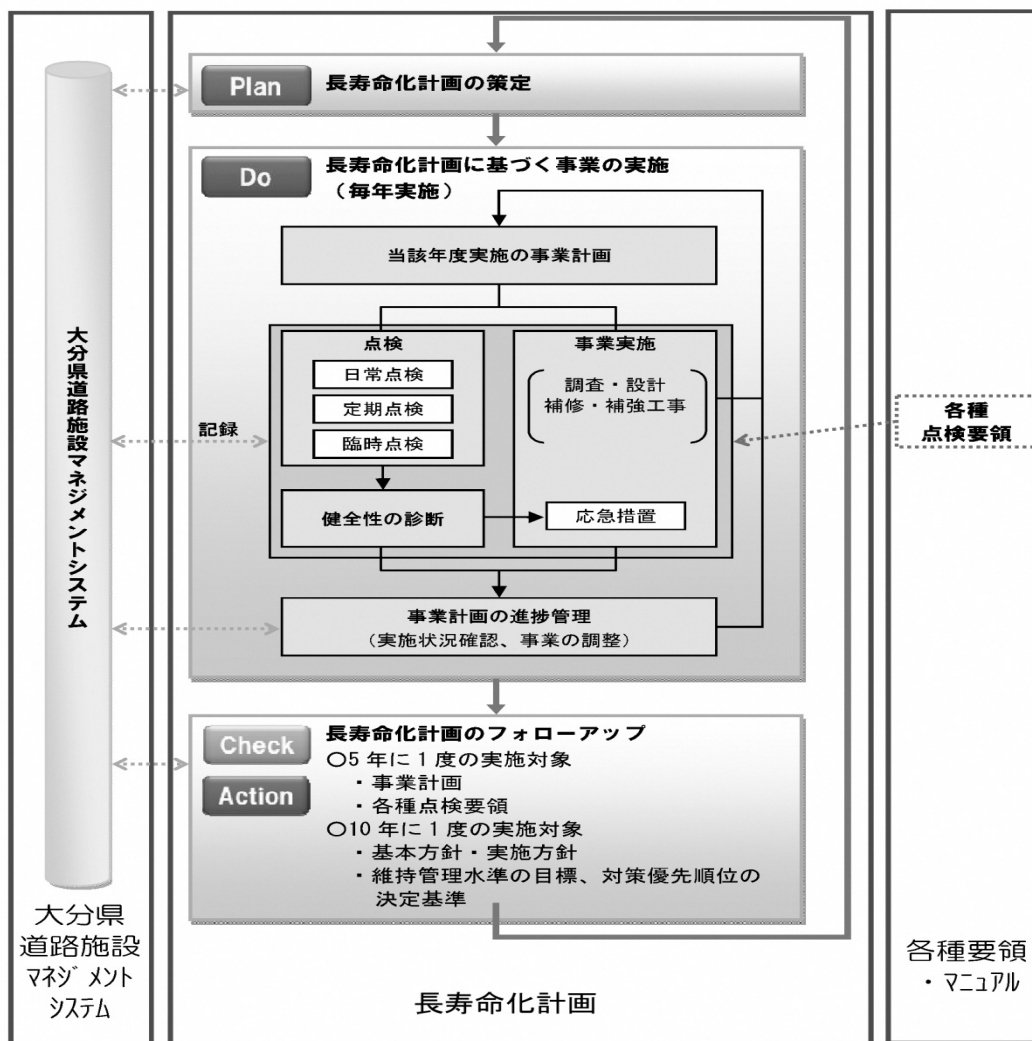 Plan
長寿命化計画の策定
Do
長寿命化計画に基づく事業の実施
（毎年実施）
当該年度実施の事業計画
点検
日常点検
定期点検
臨時点検
事業実施
調査・設計
補修・補強工事
健全性の診断
応急措置
事業計画の進捗管理
（実施状況確認、事業の調整）
記録
Check
Action
長寿命化計画のフォローアップ
〇5年に1度の実施対象
・事業計画
・各種点検要領
〇10年に1度の実施対象
・基本方針・実施方針
・維持管理水準の目標、対策優先順位の
決定基準
長寿命化計画
大分県道路施設マネジメントシステム
大分県
道路施設
ﾏﾈｼﾞﾒﾝﾄ
ｼｽﾃﾑ
各種
点検要領
各種要領
・ﾏﾆｭｱﾙ